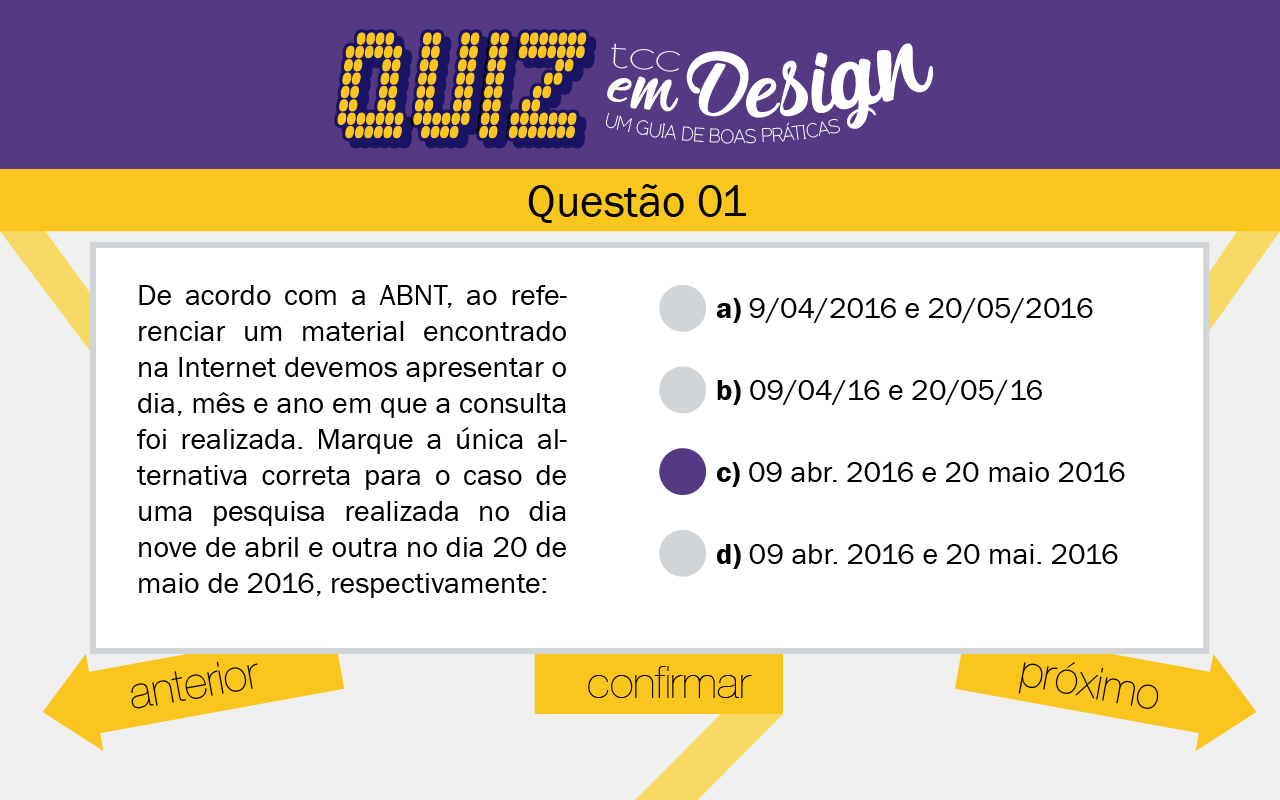 QUIZ
tcc
em Design
UM GUIA DE BOAS PRÁTICAS
Questão 01
De acordo com a ABNT, ao refe-
renciar um material encontrado
na Internet devemos apresentar o
dia, mês e ano em que a consulta
foi realizada. Marque a única al-
ternativa correta para o caso de
uma pesquisa realizada no dia
nove de abril e outra no dia 20 de
maio de 2016, respectivamente:
a) 9/04/2016 e 20/05/2016
b) 09/04/16 e 20/05/16
c) 09 abr. 2016 e 20 maio 2016
d) 09 abr. 2016 e 20 mai. 2016
anterior
confirmar
próximo